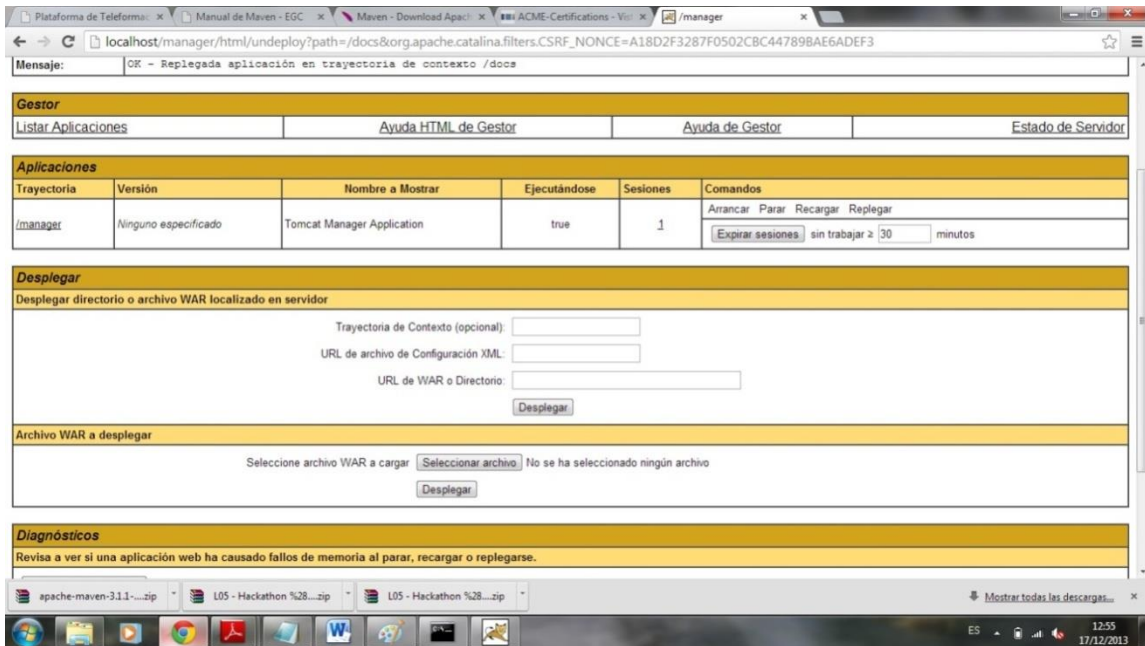 Plataforma de Teleformac
Manual de Maven - EGC
Maven - Download Apach
ACME-Certifications - Vis
/manager
localhost/manager/html/undeploy?path=/docs&org.apache.catalina.filters.CSRF_NONCE=A18D2F3287F0502CBC44789BAE6ADEF3
Mensaje: OK - Replegada aplicación en trayectoria de contexto /docs
Gestor
Listar Aplicaciones Ayuda HTML de Gestor Ayuda de Gestor Estado de Servidor
Aplicaciones
Trayectoria Versión Nombre a Mostrar Ejecutándose Sesiones Comandos
Arrancar Parar Recargar Replegar
/manager Ninguno especificado Tomcat Manager Application true 1
Expirar sesiones sin trabajar ≥ 30 minutos
Desplegar
Desplegar directorio o archivo WAR localizado en servidor
Trayectoria de Contexto (opcional):
URL de archivo de Configuración XML:
URL de WAR o Directorio:
Desplegar
Archivo WAR a desplegar
Seleccione archivo WAR a cargar Seleccionar archivo No se ha seleccionado ningún archivo
Desplegar
Diagnósticos
Revisa a ver si una aplicación web ha causado fallos de memoria al parar, recargar o replegarse.
apache-maven-3.1.1-....zip L05 - Hackathon %28....zip L05 - Hackathon %28....zip Mostrar todas las descargas...
ES 12:55
17/12/2013